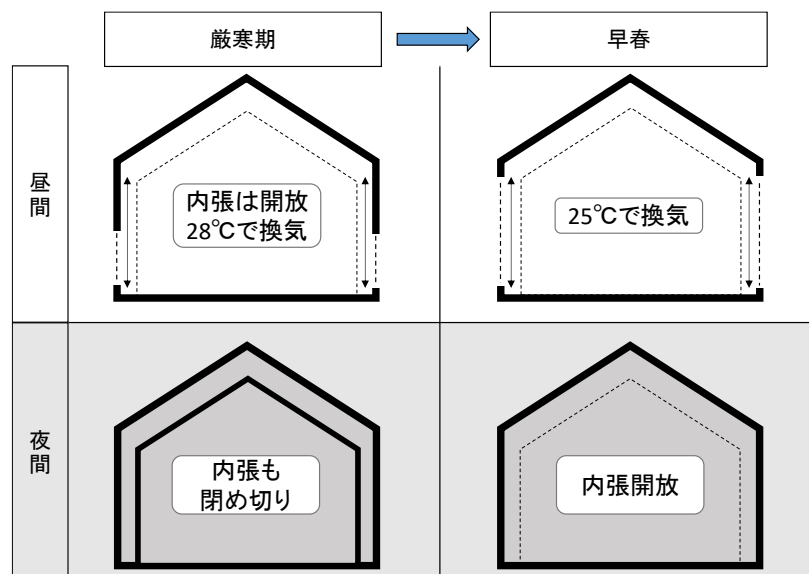 厳寒期
早春
昼間
内張は開放
28℃で換気
25℃で換気
夜間
内張も
閉め切り
内張開放